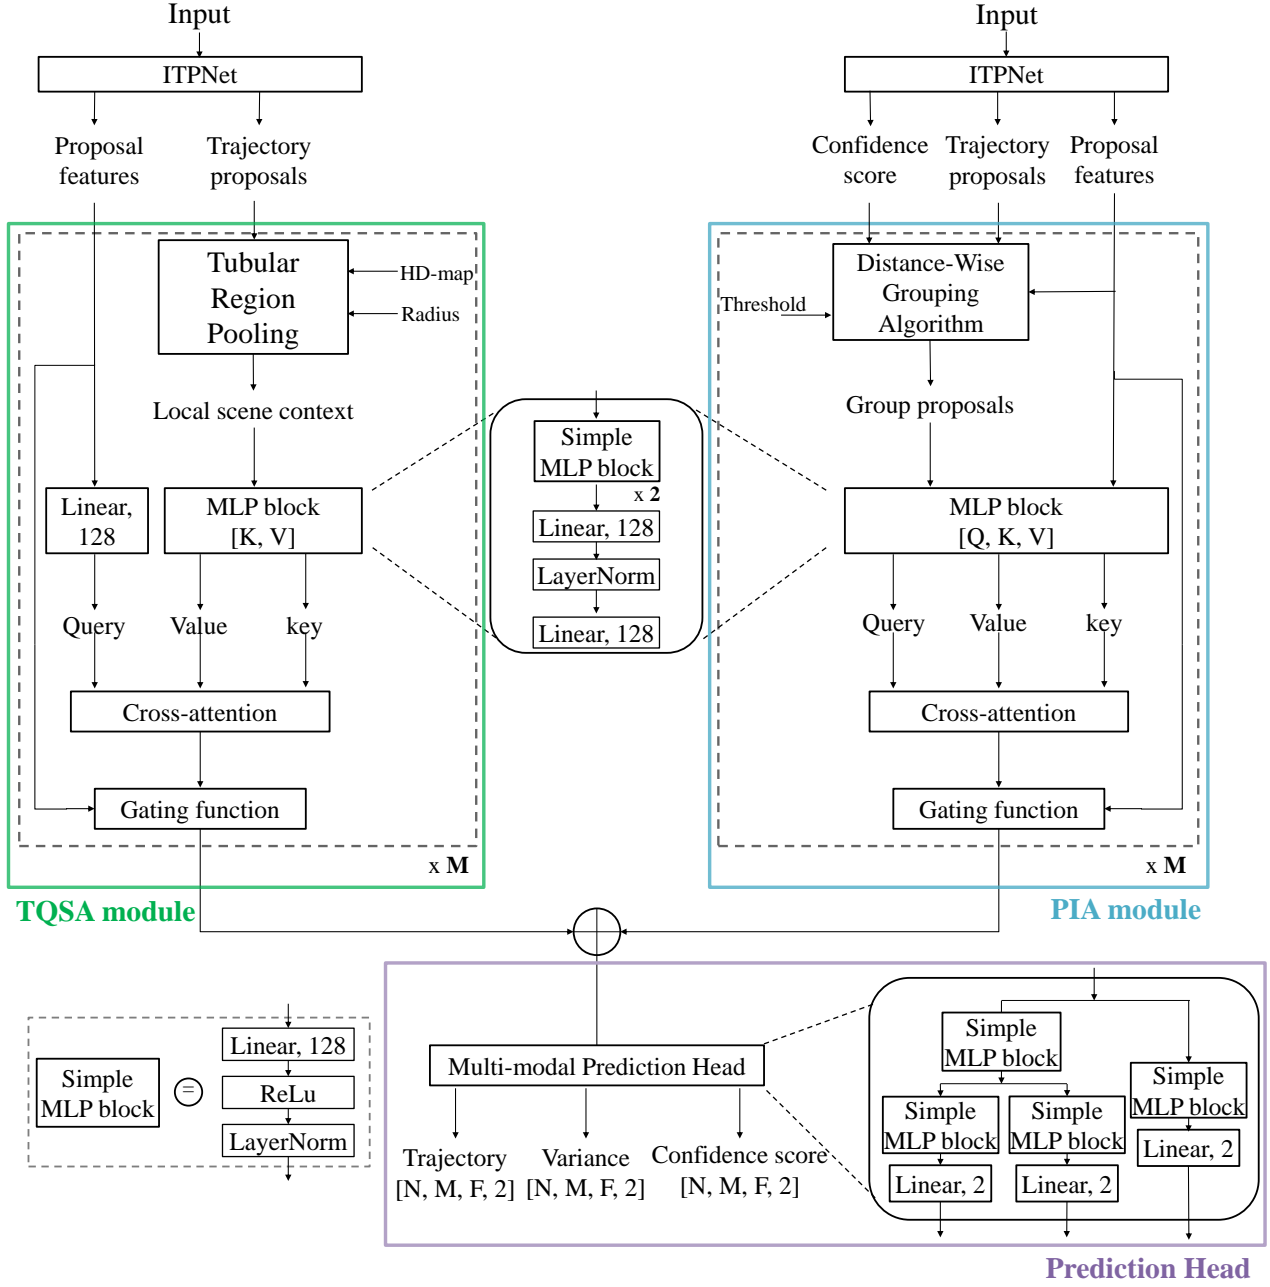 Input
ITPNet
Proposal
features
Trajectory
proposals
Tubular
Region
Pooling
HD-map
Radius
Local scene context
Linear,
128
MLP block
[K, V]
Query
Value
key
Cross-attention
Gating function
x M
TQSA module
Simple
MLP block
x 2
Linear, 128
LayerNorm
Linear, 128
Input
ITPNet
Confidence
score
Trajectory
proposals
Proposal
features
Distance-Wise
Grouping
Algorithm
Threshold
Group proposals
MLP block
[Q, K, V]
Query
Value
key
Cross-attention
Gating function
x M
PIA module
Simple
MLP block
=
Linear, 128
ReLu
LayerNorm
Multi-modal Prediction Head
Trajectory
[N, M, F, 2]
Variance
[N, M, F, 2]
Confidence score
[N, M, F, 2]
Simple
MLP block
Simple
MLP block
Linear, 2
Simple
MLP block
Linear, 2
Simple
MLP block
Linear, 2
Prediction Head